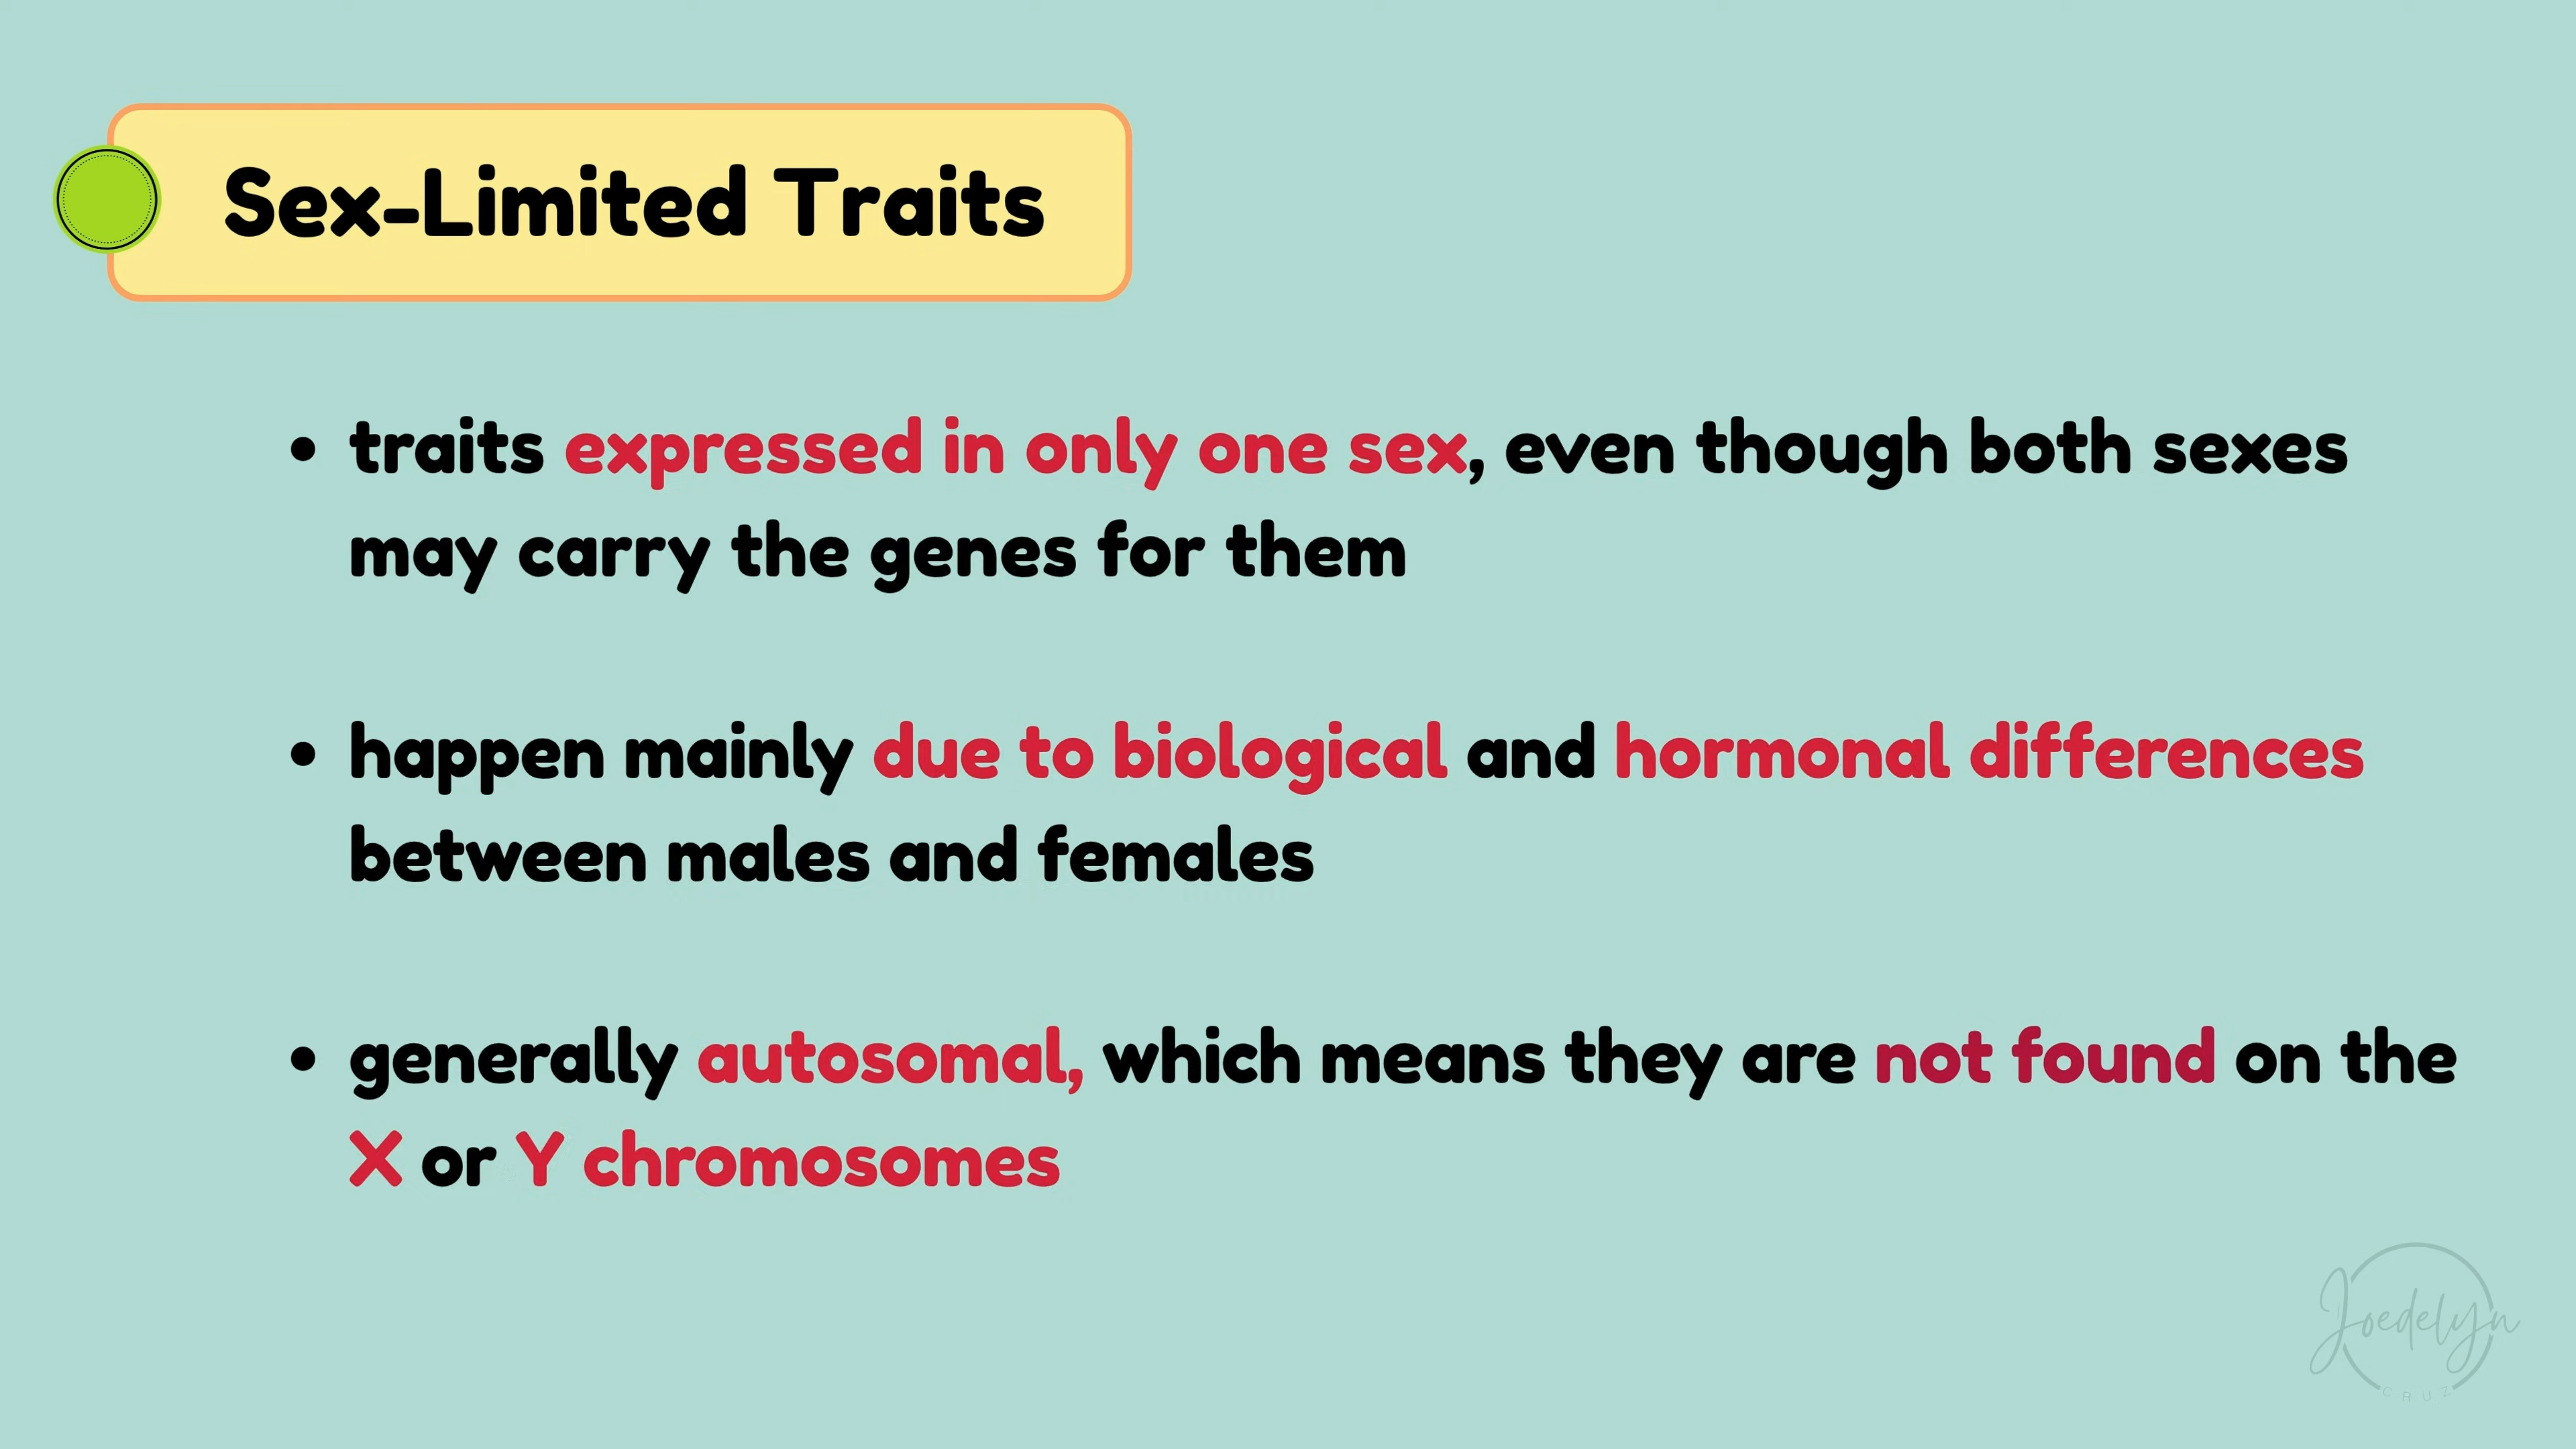 Sex-Limited Traits
• traits expressed in only one sex, even though both sexes
may carry the genes for them
• happen mainly due to biological and hormonal differences
between males and females
• generally autosomal, which means they are not found on the
X or Y chromosomes
Joedelyn
CRUZ